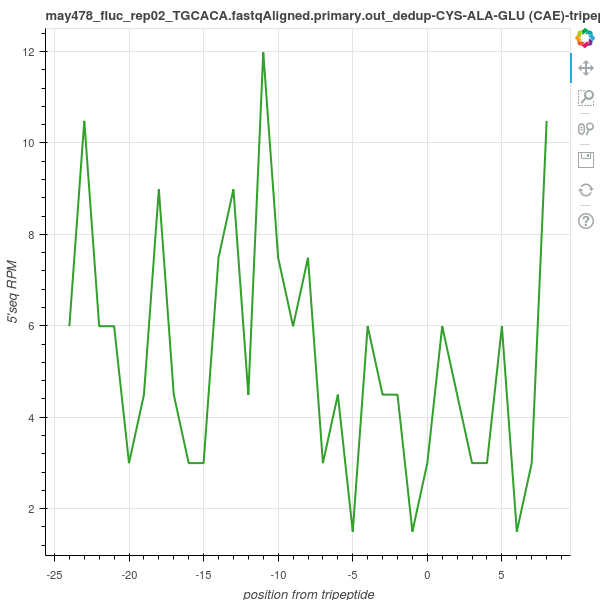 may478_fluc_rep02_TGCACA.fastqAligned.primary.out_dedup-CYS-ALA-GLU (CAE)-tripe
12
10
8
6
4
2
5'seq RPM
-25 -20 -15 -10 -5 0 5
position from tripeptide